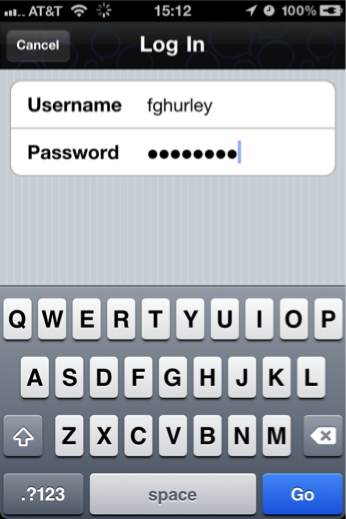 AT&T 15:12 100%
Cancel Log In
Username fghurley
Password ●●●●●●●●
Q W E R T Y U I O P
A S D F G H J K L
Z X C V B N M
.?123 space Go